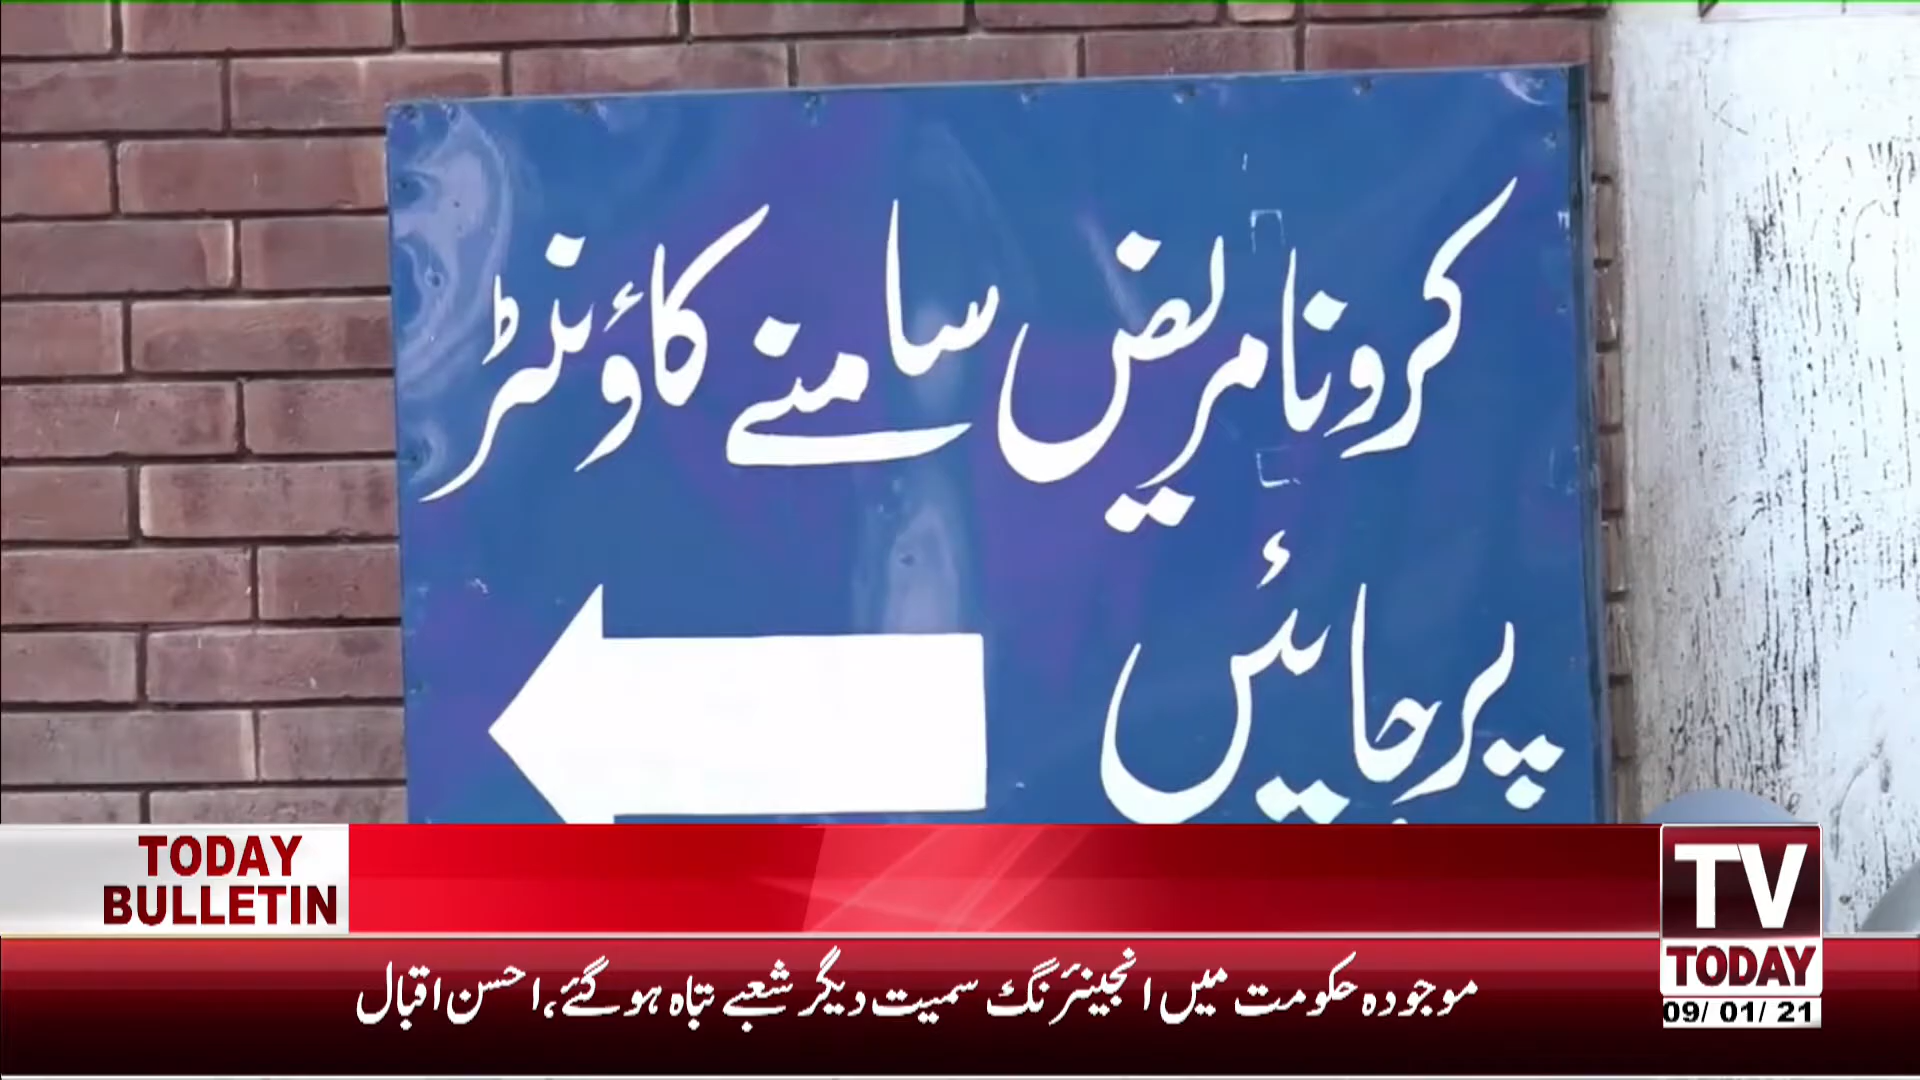 کرونا مریض سامنے کاؤنٹر
پر جائیں
TODAY
BULLETIN
TV
TODAY
09/ 01/ 21
موجودہ حکومت میں انجینئرنگ سمیت دیگر شعبے تباہ ہوگئے،احسن اقبال